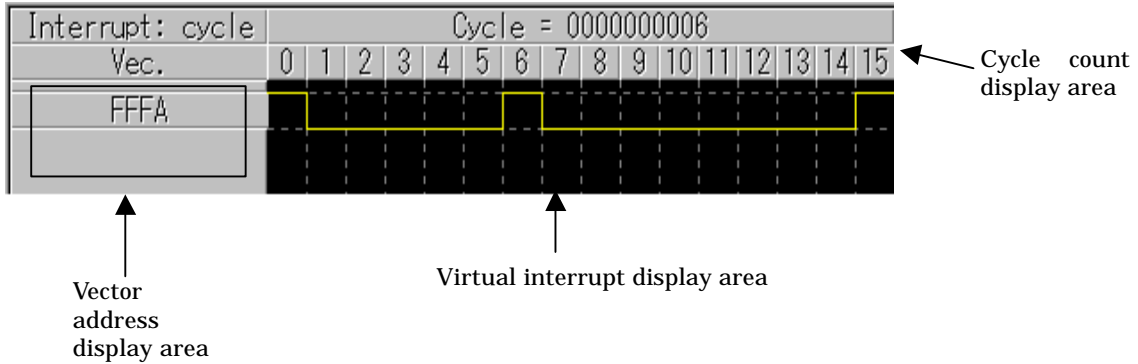 Interrupt: cycle Cycle = 0000000006
Vec. 0 1 2 3 4 5 6 7 8 9 10 11 12 13 14 15
FFFA
Cycle count
display area
Virtual interrupt display area
Vector
address
display area